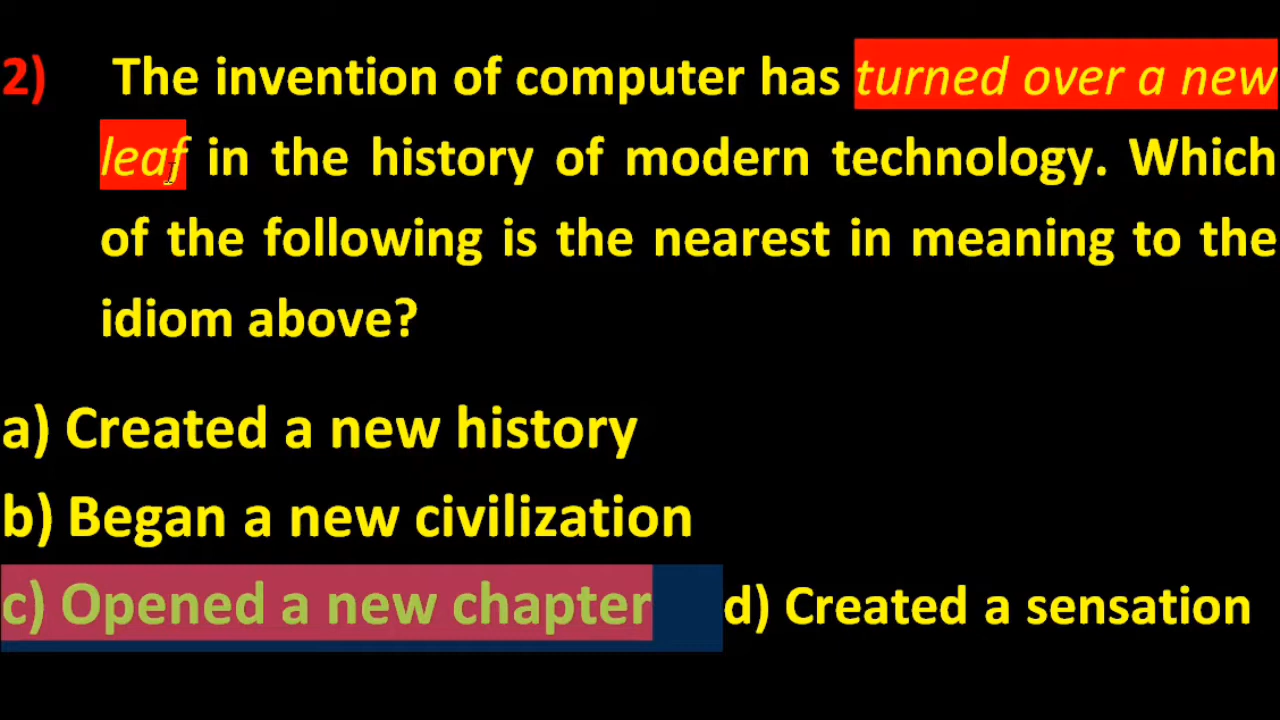 2) The invention of computer has turned over a new
leaf in the history of modern technology. Which
of the following is the nearest in meaning to the
idiom above?
a) Created a new history
b) Began a new civilization
c) Opened a new chapter d) Created a sensation